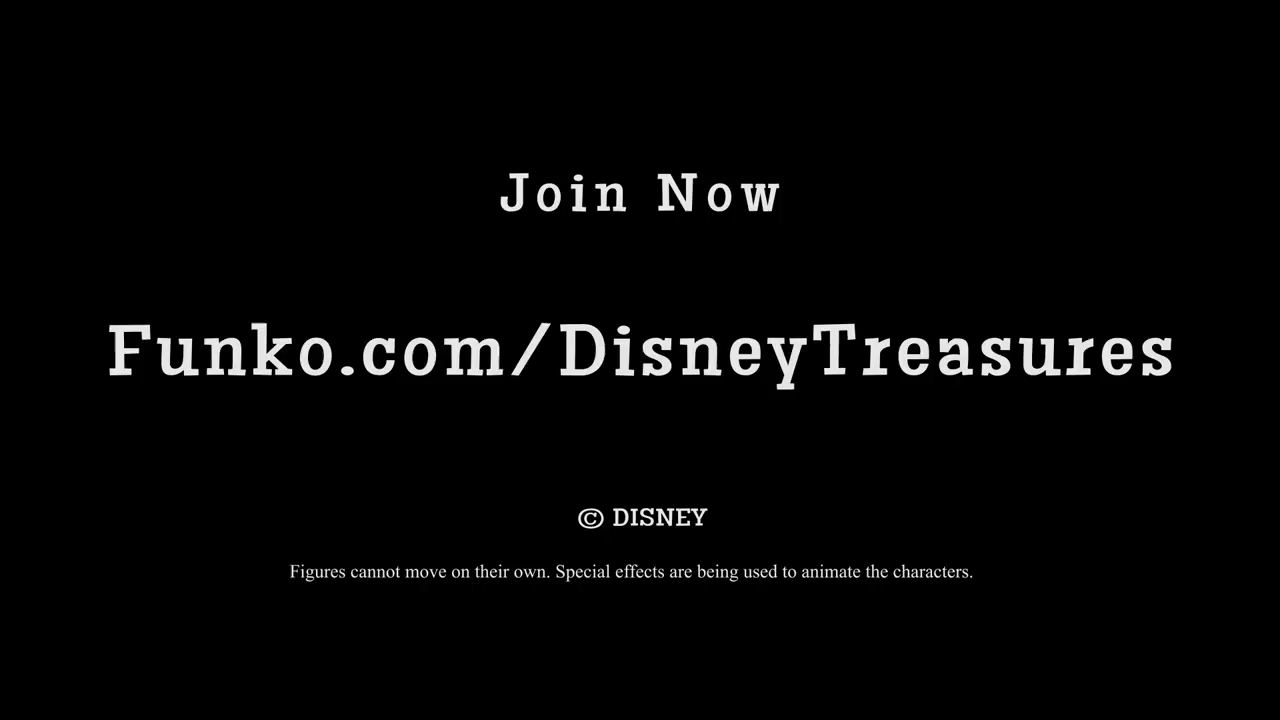 Join Now
Funko.com/DisneyTreasures
© DISNEY
Figures cannot move on their own. Special effects are being used to animate the characters.